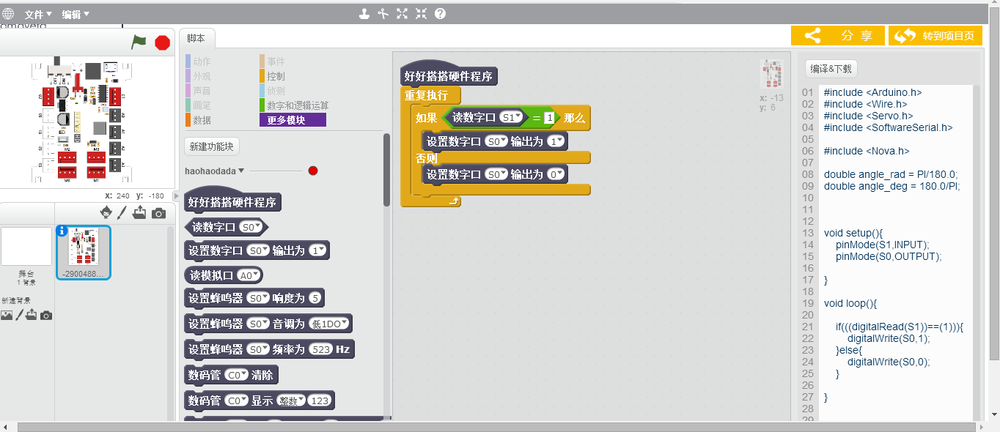 文件 编辑
脚本
分 享
转到项目页
动作
事件
外观
控制
声音
侦测
画笔
数字和逻辑运算
数据
更多模块
新建功能块
haohaodada
x: 240 y: -180
舞台
1 背景
新建背景
-2900488...
好好搭搭硬件程序
读数字口 S0
设置数字口 S0 输出为 1
读模拟口 A0
设置蜂鸣器 S0 响度为 5
设置蜂鸣器 S0 音调为 低1DO
设置蜂鸣器 S0 频率为 523 Hz
数码管 C0 清除
数码管 C0 显示 整数 123
好好搭搭硬件程序
重复执行
如果 读数字口 S1 = 1 那么
设置数字口 S0 输出为 1
否则
设置数字口 S0 输出为 0
x: -13
y: 6
编译&下载
01 #include <Arduino.h>
02 #include <Wire.h>
03 #include <Servo.h>
04 #include <SoftwareSerial.h>
05
06 #include <Nova.h>
07
08 double angle_rad = PI/180.0;
09 double angle_deg = 180.0/PI;
10
11
12
13 void setup(){
14 pinMode(S1,INPUT);
15 pinMode(S0,OUTPUT);
16
17 }
18
19 void loop(){
20
21 if(((digitalRead(S1))==(1))){
22 digitalWrite(S0,1);
23 }else{
24 digitalWrite(S0,0);
25 }
26
27 }
28
29